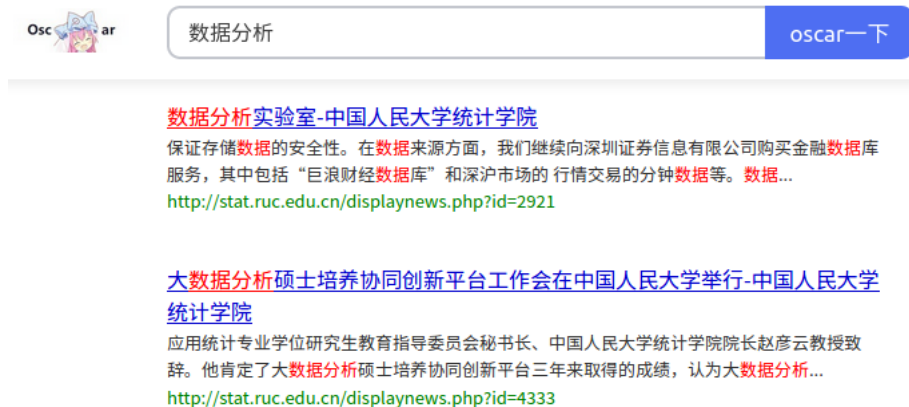 Osc ar
数据分析
oscar一下
数据分析实验室-中国人民大学统计学院
保证存储数据的安全性。在数据来源方面，我们继续向深圳证券信息有限公司购买金融数据库
服务，其中包括“巨浪财经数据库”和深沪市场的 行情交易的分钟数据等。数据...
http://stat.ruc.edu.cn/displaynews.php?id=2921
大数据分析硕士培养协同创新平台工作会在中国人民大学举行-中国人民大学
统计学院
应用统计专业学位研究生教育指导委员会秘书长、中国人民大学统计学院院长赵彦云教授致
辞。他肯定了大数据分析硕士培养协同创新平台三年来取得的成绩，认为大数据分析...
http://stat.ruc.edu.cn/displaynews.php?id=4333